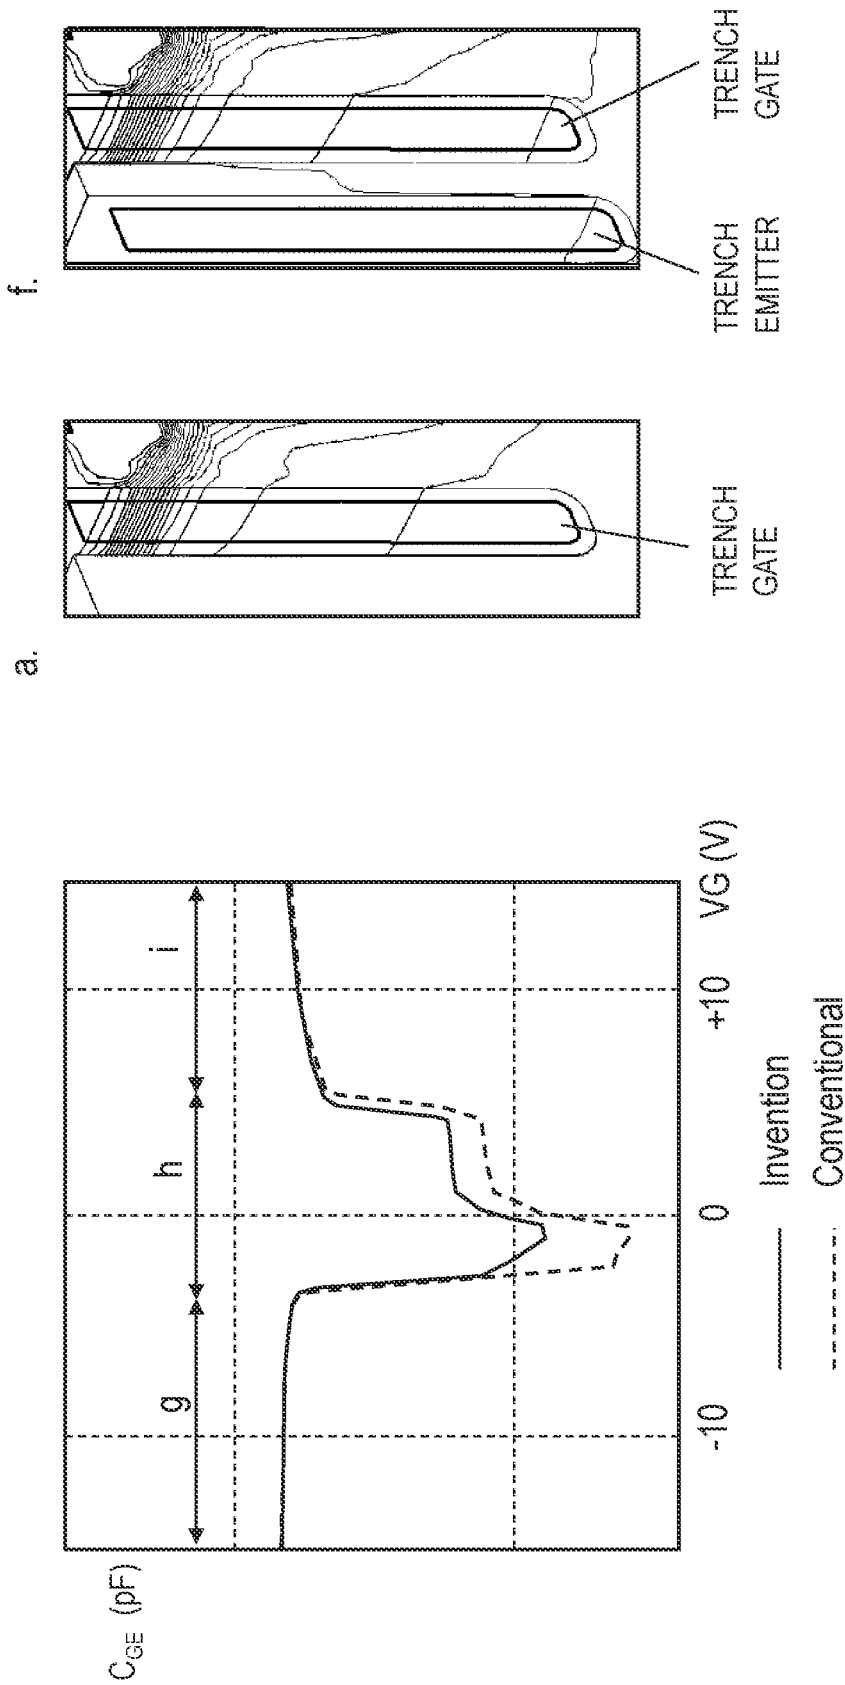 C_GE (pF)
g
h
i
-10
0
+10
VG (V)
Invention
Conventional
a.
TRENCH
GATE
f.
TRENCH
EMITTER
TRENCH
GATE